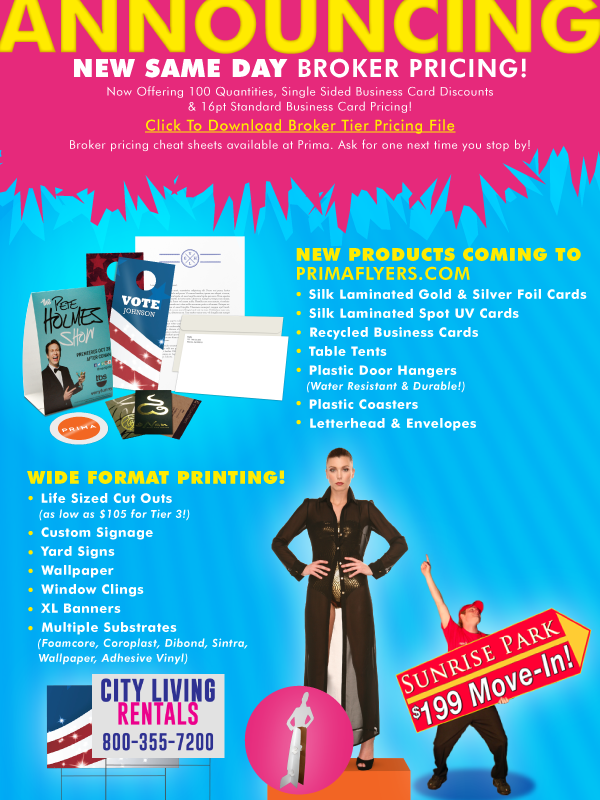 ANNOUNCING
NEW SAME DAY BROKER PRICING!
Now Offering 100 Quantities, Single Sided Business Card Discounts
& 16pt Standard Business Card Pricing!
Click To Download Broker Tier Pricing File
Broker pricing cheat sheets available at Prima. Ask for one next time you stop by!
NEW PRODUCTS COMING TO
PRIMAFLYERS.COM
• Silk Laminated Gold & Silver Foil Cards
• Silk Laminated Spot UV Cards
• Recycled Business Cards
• Table Tents
• Plastic Door Hangers
(Water Resistant & Durable!)
• Plastic Coasters
• Letterhead & Envelopes
VOTE
JOHNSON
THE
PETE
HOLMES
SHOW
tbs
PRIMA
WIDE FORMAT PRINTING!
• Life Sized Cut Outs
(as low as $105 for Tier 3!)
• Custom Signage
• Yard Signs
• Wallpaper
• Window Clings
• XL Banners
• Multiple Substrates
(Foamcore, Coroplast, Dibond, Sintra,
Wallpaper, Adhesive Vinyl)
CITY LIVING
RENTALS
800-355-7200
SUNRISE PARK
$199 Move-In!